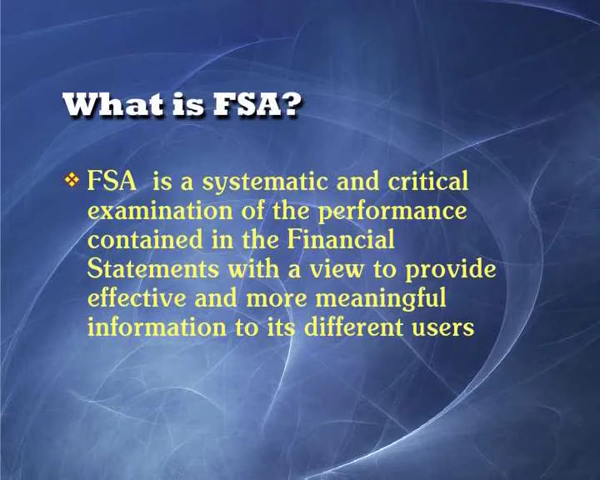 What is FSA?
FSA is a systematic and critical
examination of the performance
contained in the Financial
Statements with a view to provide
effective and more meaningful
information to its different users